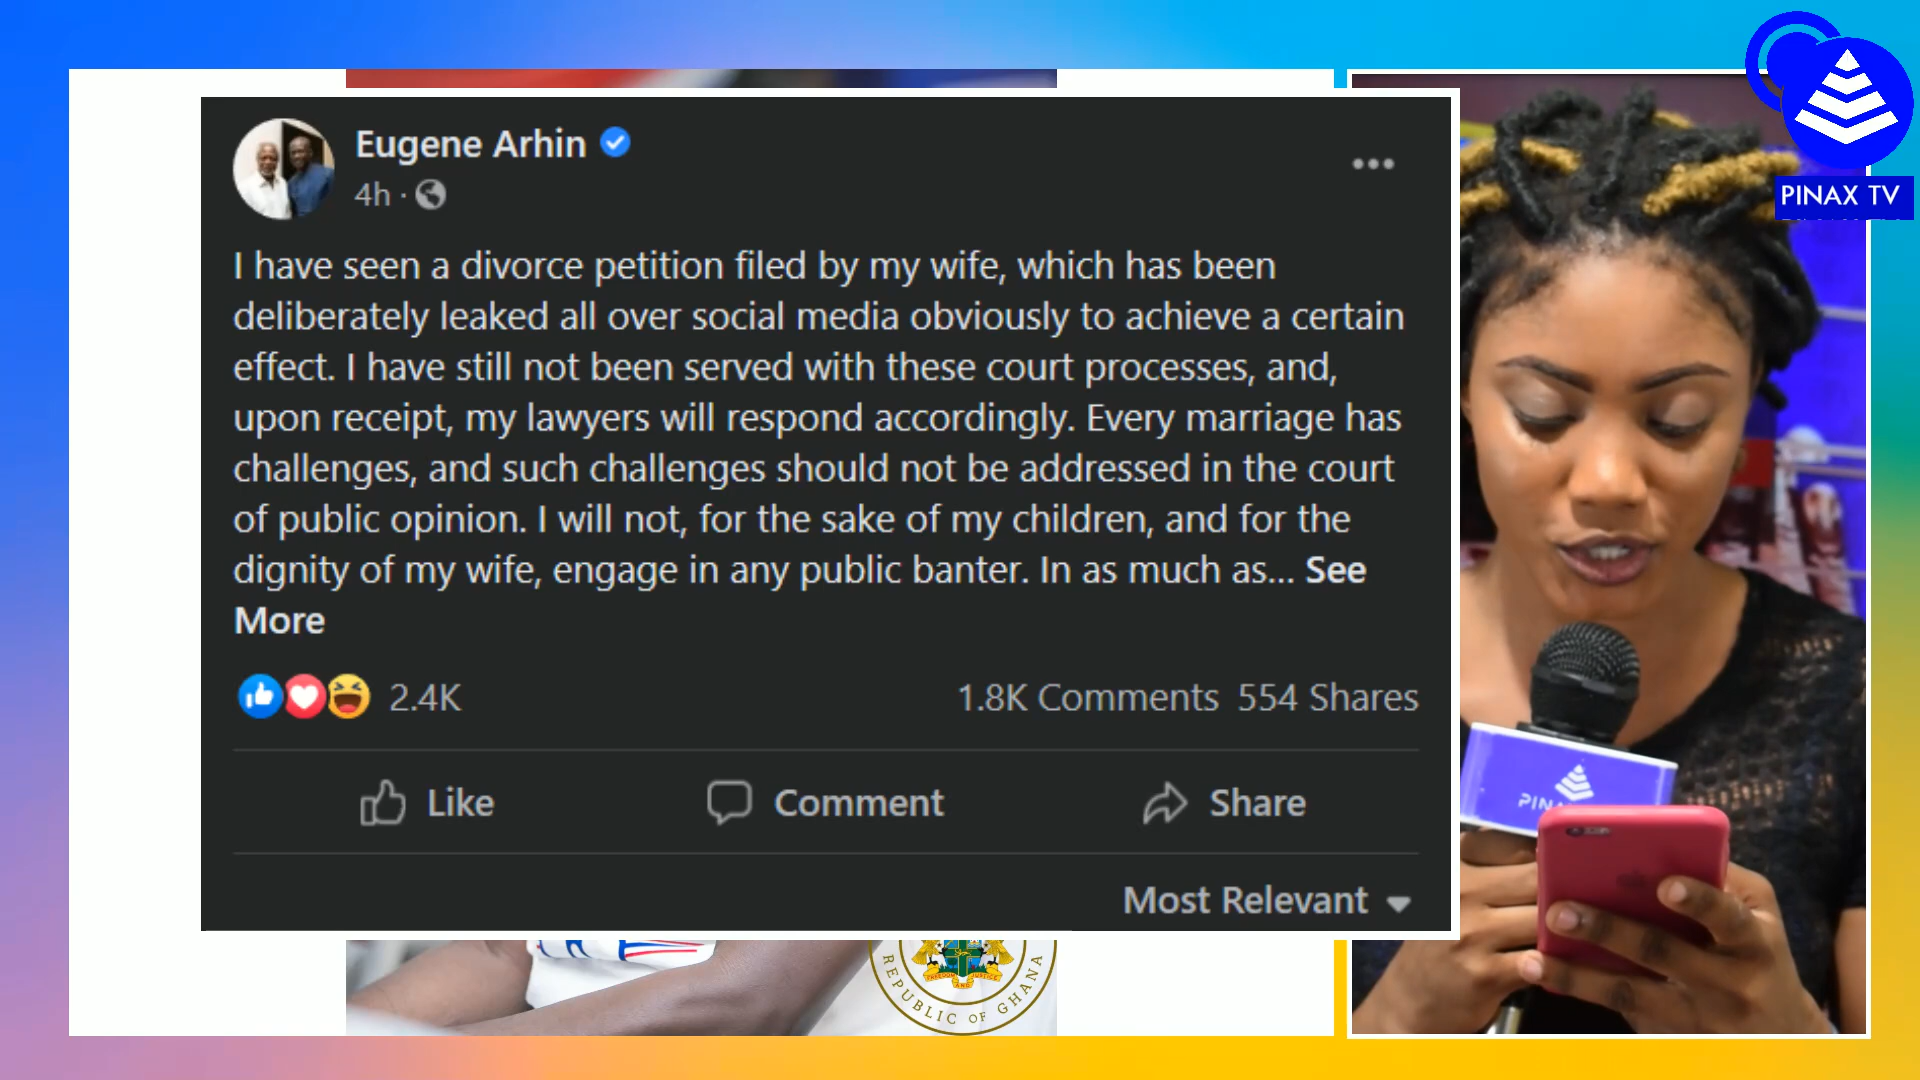 PINAX TV
Eugene Arhin
4h ·
I have seen a divorce petition filed by my wife, which has been
deliberately leaked all over social media obviously to achieve a certain
effect. I have still not been served with these court processes, and,
upon receipt, my lawyers will respond accordingly. Every marriage has
challenges, and such challenges should not be addressed in the court
of public opinion. I will not, for the sake of my children, and for the
dignity of my wife, engage in any public banter. In as much as... See
More
2.4K 1.8K Comments 554 Shares
Like Comment Share
Most Relevant
FREEDOM AND JUSTICE
REPUBLIC OF GHANA